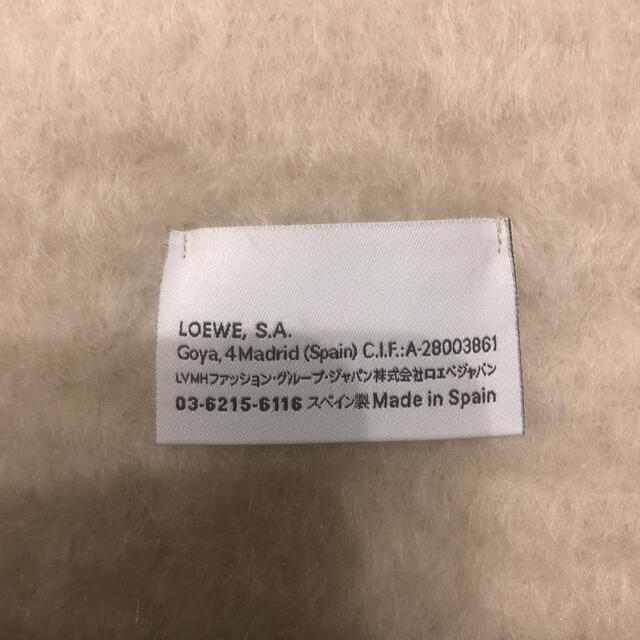 LOEWE, S.A.
Goya, 4 Madrid (Spain) C.I.F.:A-28003861
LVMHファッション・グループ・ジャパン株式会社ロエベジャパン
03-6215-6116 スペイン製 Made in Spain